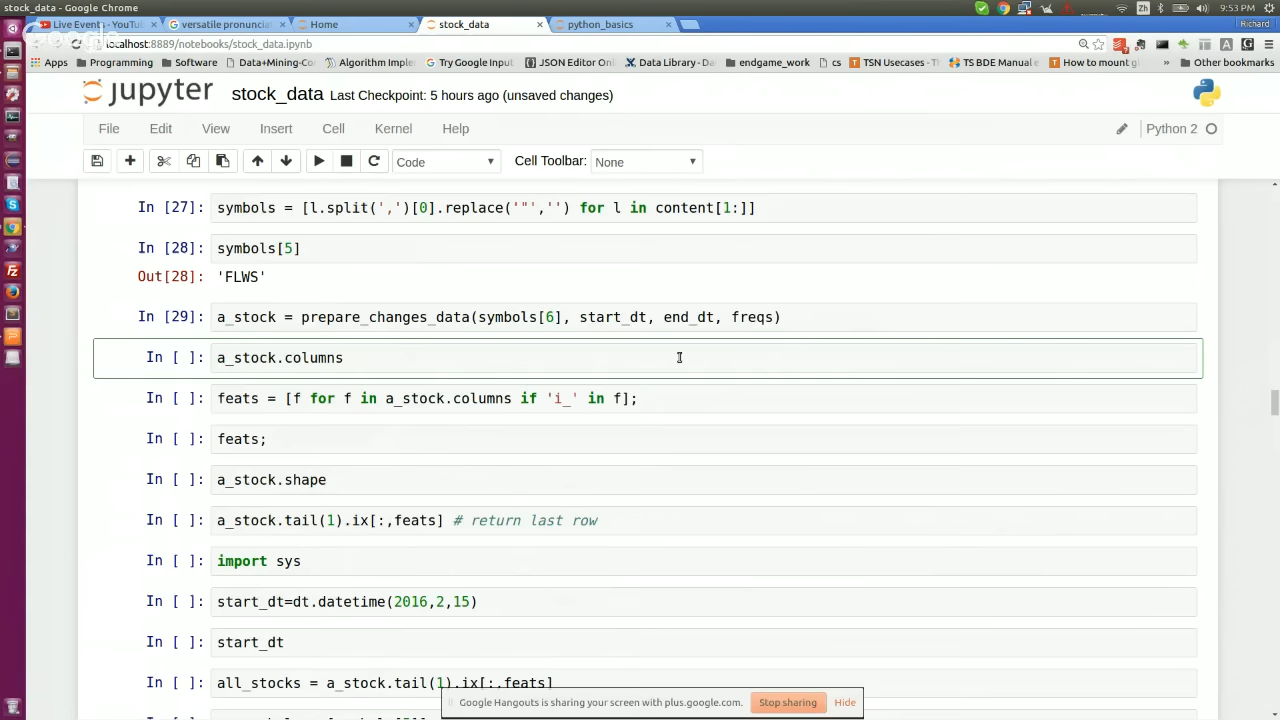 stock_data - Google Chrome
Zh
9:53 PM
Live Events - YouTub
versatile pronuncia
Home
stock_data
python_basics
Richard
Google
localhost:8889/notebooks/stock_data.ipynb
Apps
Programming
Software
Data+Mining-Co
Algorithm Imple
Try Google Input
JSON Editor Onl
Data Library - Da
endgame_work
cs
TSN Usecases - T
TS BDE Manual e
How to mount g
Other bookmarks
jupyter
stock_data
Last Checkpoint: 5 hours ago (unsaved changes)
File
Edit
View
Insert
Cell
Kernel
Help
Python 2
Code
Cell Toolbar:
None
In [27]: symbols = [l.split(',')[0].replace('"','') for l in content[1:]]
In [28]: symbols[5]
Out[28]: 'FLWS'
In [29]: a_stock = prepare_changes_data(symbols[6], start_dt, end_dt, freqs)
In [ ]: a_stock.columns
In [ ]: feats = [f for f in a_stock.columns if 'i_' in f];
In [ ]: feats;
In [ ]: a_stock.shape
In [ ]: a_stock.tail(1).ix[:,feats] # return last row
In [ ]: import sys
In [ ]: start_dt=dt.datetime(2016,2,15)
In [ ]: start_dt
In [ ]: all_stocks = a_stock.tail(1).ix[:,feats]
Google Hangouts is sharing your screen with plus.google.com.
Stop sharing
Hide